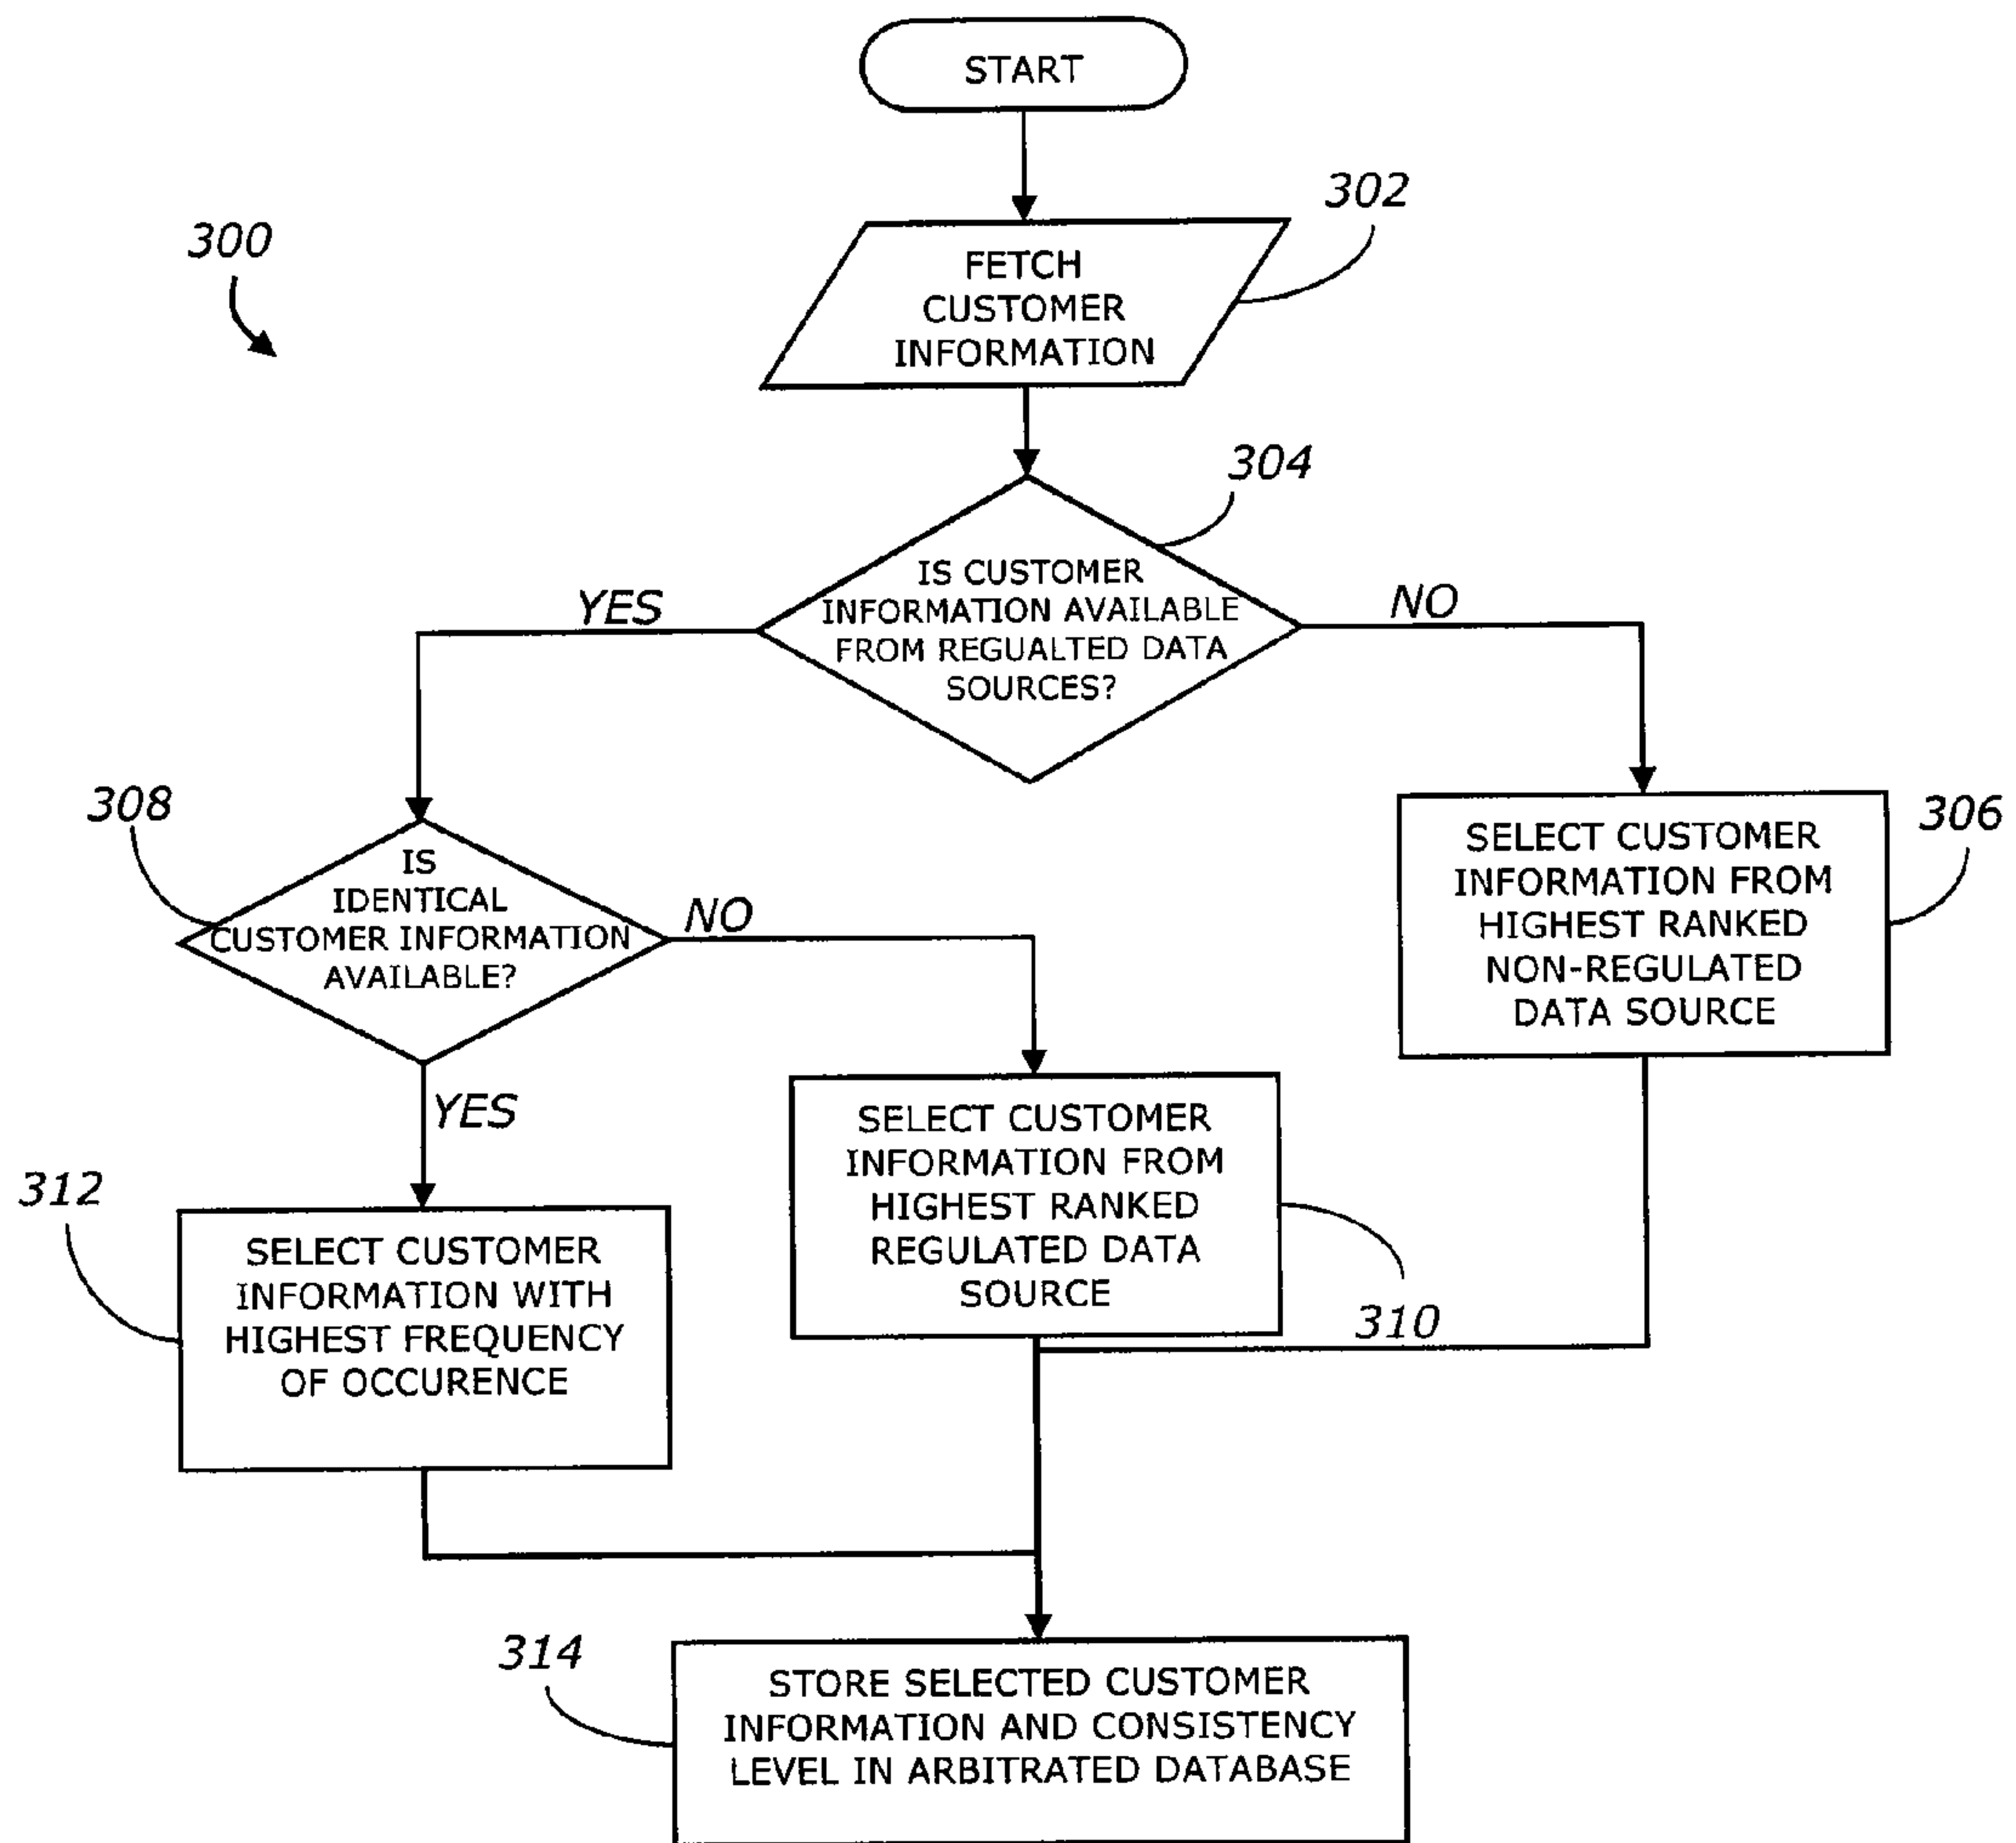 START
302
300
FETCH
CUSTOMER
INFORMATION
304
IS CUSTOMER
INFORMATION AVAILABLE
FROM REGUALTED DATA
SOURCES?
YES
NO
308
IS
IDENTICAL
CUSTOMER INFORMATION
AVAILABLE?
NO
YES
306
SELECT CUSTOMER
INFORMATION FROM
HIGHEST RANKED
NON-REGULATED
DATA SOURCE
SELECT CUSTOMER
INFORMATION FROM
HIGHEST RANKED
REGULATED DATA
SOURCE
310
312
SELECT CUSTOMER
INFORMATION WITH
HIGHEST FREQUENCY
OF OCCURENCE
314
STORE SELECTED CUSTOMER
INFORMATION AND CONSISTENCY
LEVEL IN ARBITRATED DATABASE